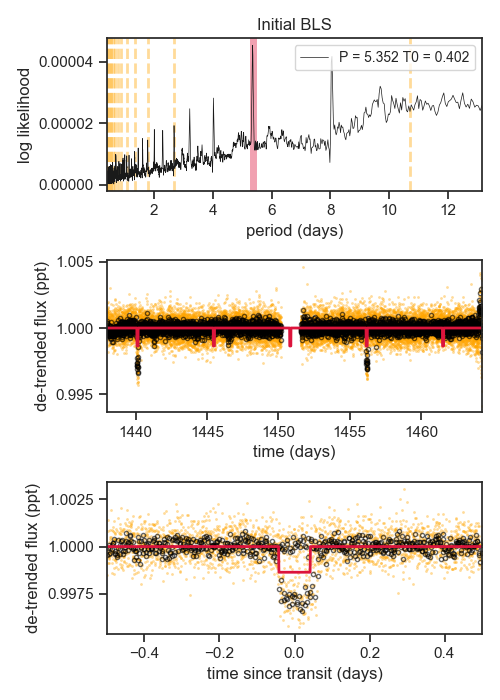 Initial BLS
P = 5.352 T0 = 0.402
log likelihood
0.00004
0.00002
0.00000
2 4 6 8 10 12
period (days)
de-trended flux (ppt)
1.005
1.000
0.995
1440 1445 1450 1455 1460
time (days)
de-trended flux (ppt)
1.0025
1.0000
0.9975
−0.4 −0.2 0.0 0.2 0.4
time since transit (days)